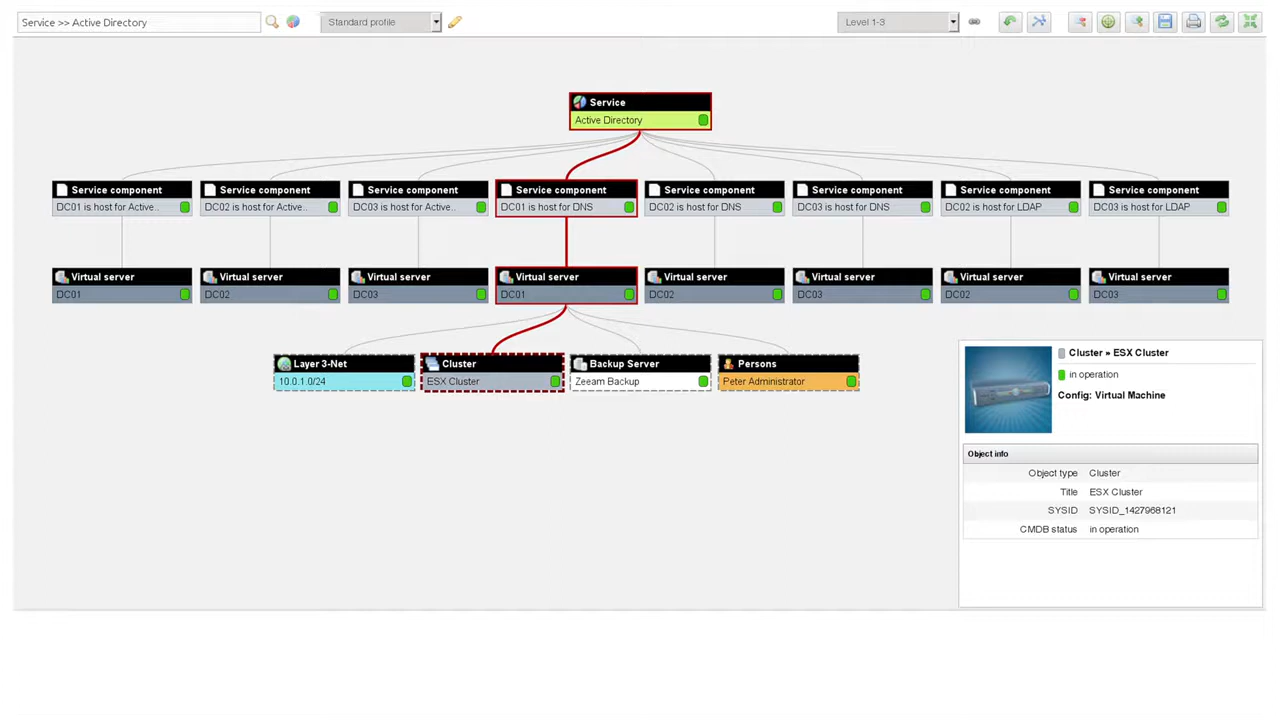 Service >> Active Directory Standard profile Level 1-3
Service
Active Directory
Service component Service component Service component Service component Service component Service component Service component Service component
DC01 is host for Active.. DC02 is host for Active.. DC03 is host for Active.. DC01 is host for DNS DC02 is host for DNS DC03 is host for DNS DC02 is host for LDAP DC03 is host for LDAP
Virtual server Virtual server Virtual server Virtual server Virtual server Virtual server Virtual server Virtual server
DC01 DC02 DC03 DC01 DC02 DC03 DC02 DC03
Layer 3-Net Cluster Backup Server Persons
10.0.1.0/24 ESX Cluster Zeeam Backup Peter Administrator
Cluster » ESX Cluster
in operation
Config: Virtual Machine
Object info
Object type Cluster
Title ESX Cluster
SYSID SYSID_1427968121
CMDB status in operation